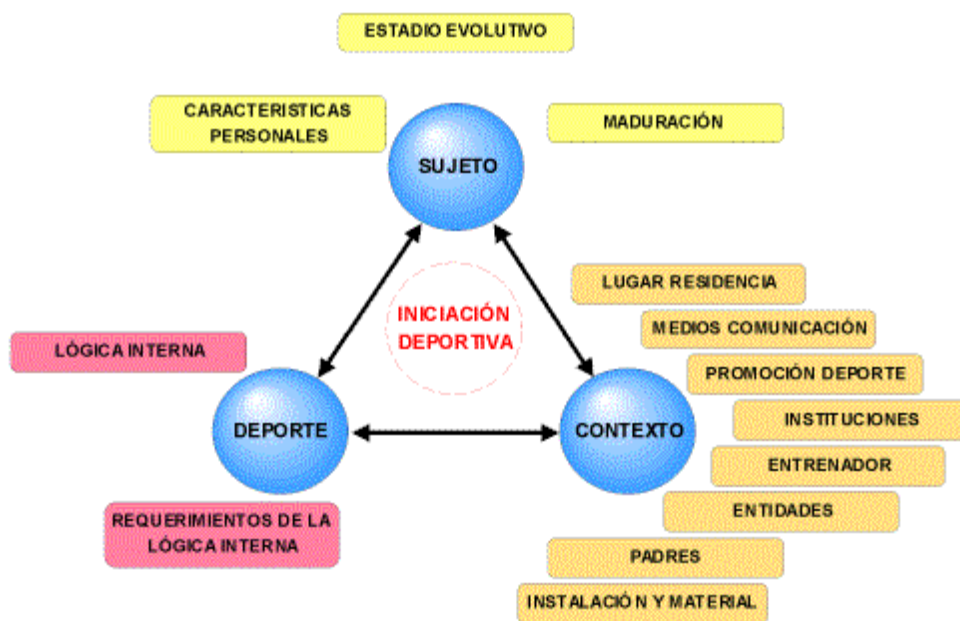 ESTADIO EVOLUTIVO
CARACTERISTICAS
PERSONALES
MADURACIÓN
SUJETO
LUGAR RESIDENCIA
INICIACIÓN
DEPORTIVA
MEDIOS COMUNICACIÓN
LÓGICA INTERNA
PROMOCIÓN DEPORTE
INSTITUCIONES
DEPORTE
CONTEXTO
ENTRENADOR
ENTIDADES
REQUERIMIENTOS DE LA
LÓGICA INTERNA
PADRES
INSTALACIÓN Y MATERIAL